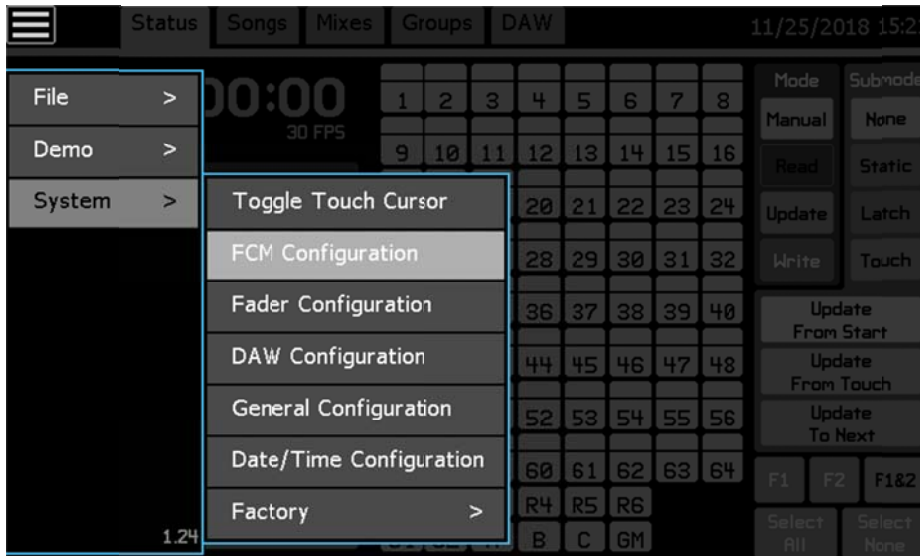 Status Songs Mixes Groups DAW 11/25/2018 15:2
File >
Demo >
System >
1.24
Toggle Touch Cursor
FCM Configuration
Fader Configuration
DAW Configuration
General Configuration
Date/Time Configuration
Factory >
00:00
30 FPS
1 2 3 4 5 6 7 8
9 10 11 12 13 14 15 16
20 21 22 23 24
28 29 30 31 32
36 37 38 39 40
44 45 46 47 48
52 53 54 55 56
60 61 62 63 64
R4 R5 R6
B C GM
Mode Submode
Manual None
Read Static
Update Latch
Write Touch
Update
From Start
Update
From Touch
Update
To Next
F1 F2 F1&2
Select Select
All None